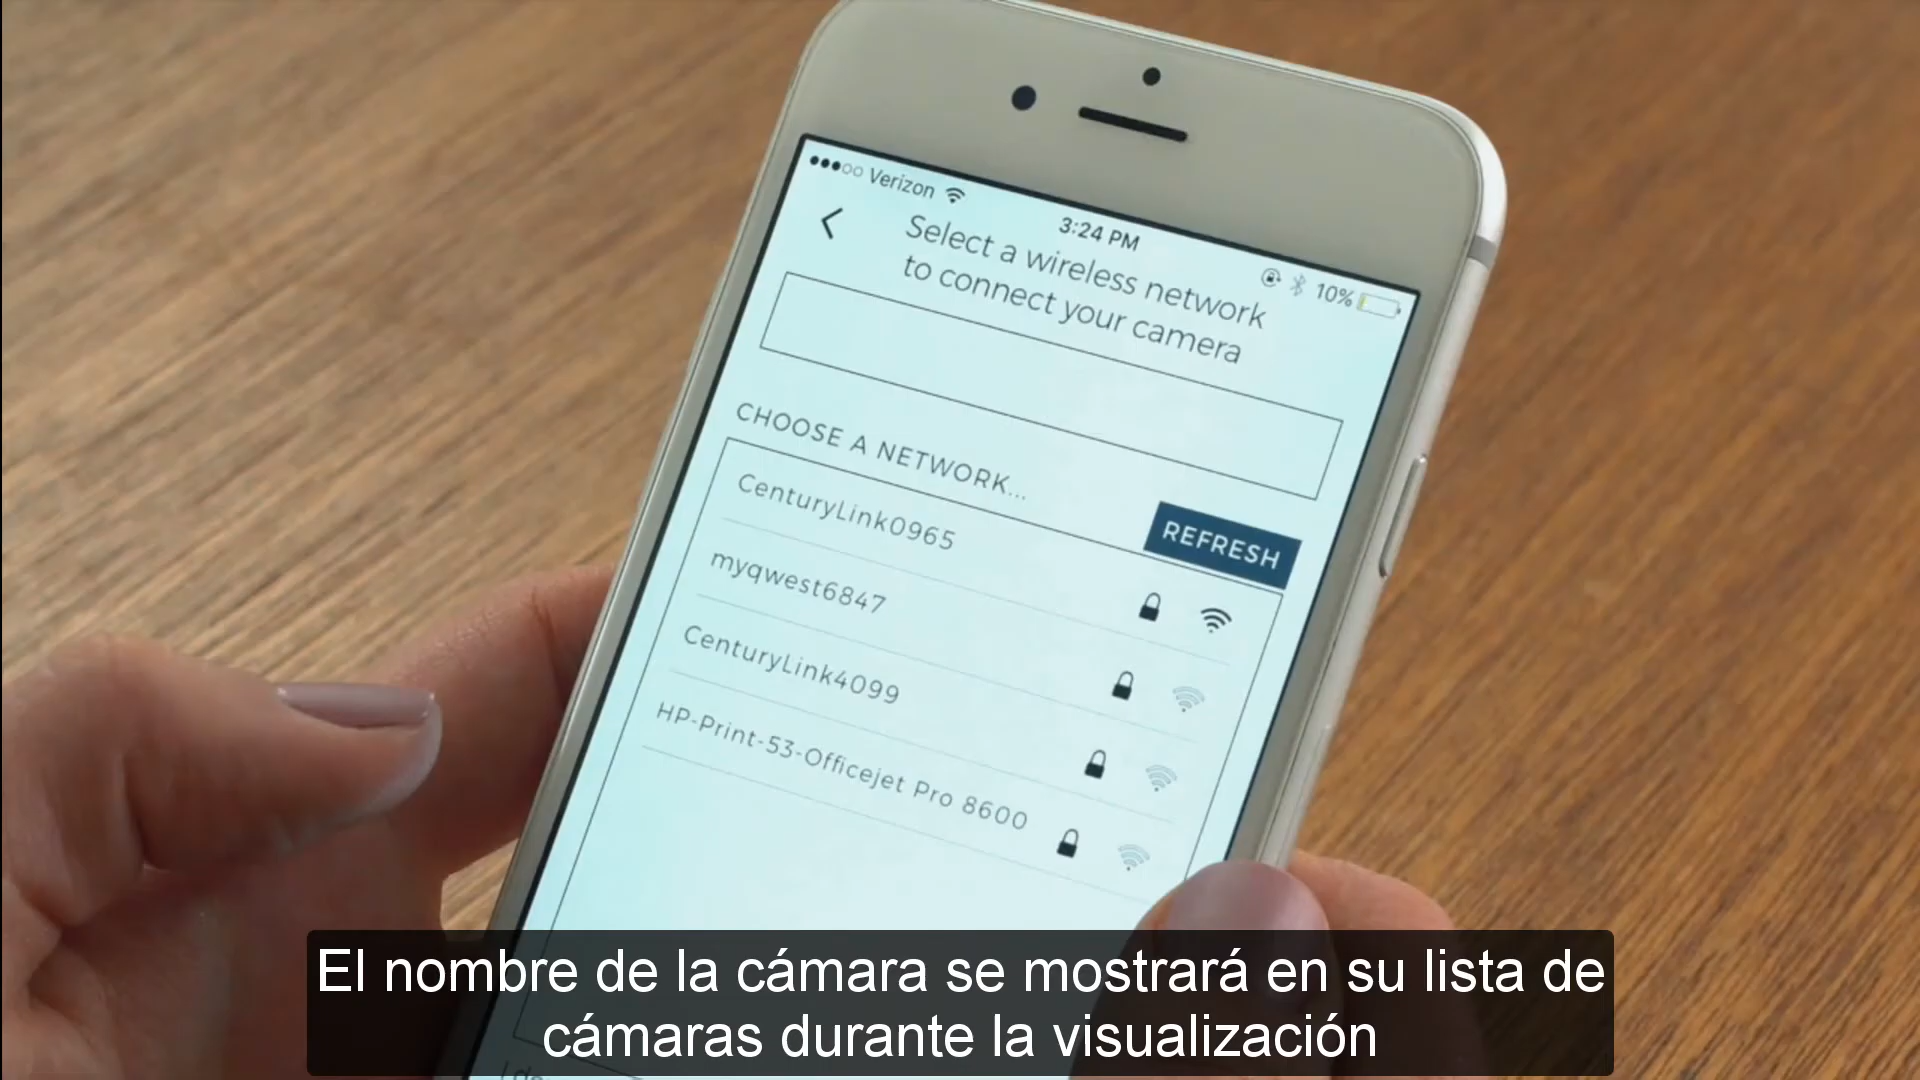 Verizon
3:24 PM
10%
Select a wireless network
to connect your camera
CHOOSE A NETWORK...
REFRESH
CenturyLink0965
myqwest6847
CenturyLink4099
HP-Print-53-Officejet Pro 8600
El nombre de la cámara se mostrará en su lista de
cámaras durante la visualización